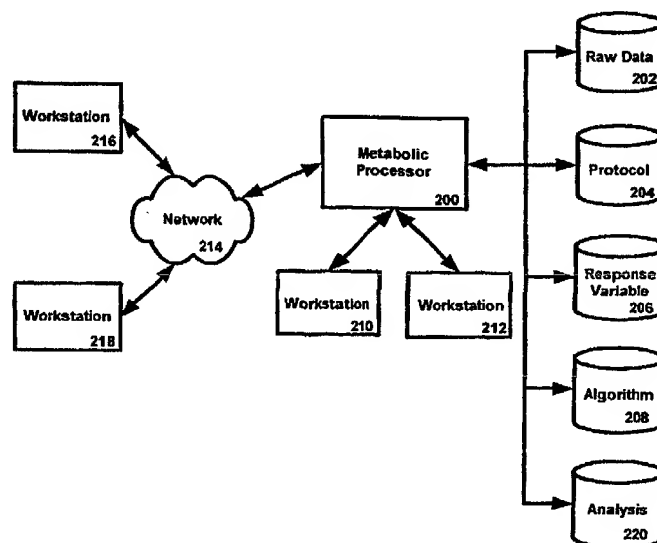 Workstation
216
Network
214
Workstation
218
Metabolic
Processor
200
Workstation
210
Workstation
212
Raw Data
202
Protocol
204
Response
Variable
206
Algorithm
208
Analysis
220